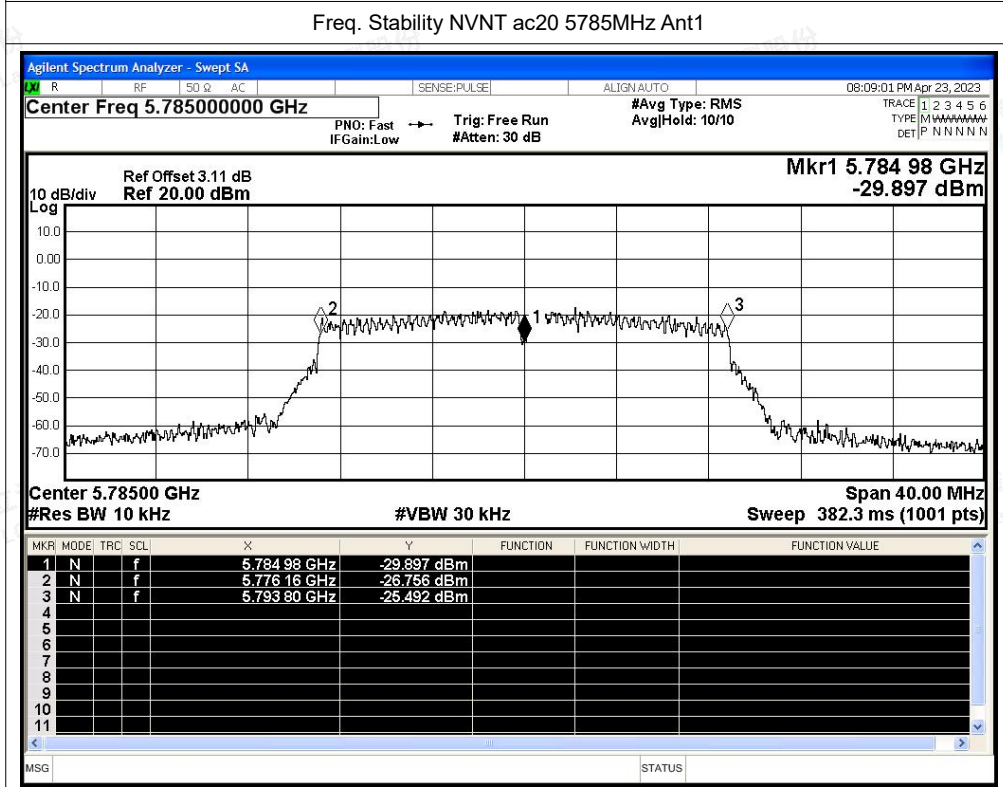 Freq. Stability NVNT ac20 5785MHz Ant1
Agilent Spectrum Analyzer - Swept SA
LXI R RF 50 Ω AC SENSE:PULSE ALIGN AUTO 08:09:01 PM Apr 23, 2023
Center Freq 5.785000000 GHz #Avg Type: RMS TRACE 1 2 3 4 5 6
PNO: Fast Trig: Free Run Avg|Hold: 10/10 TYPE M WWWWW
IFGain:Low #Atten: 30 dB DET P N N N N N
Mkr1 5.784 98 GHz
Ref Offset 3.11 dB
10 dB/div Ref 20.00 dBm -29.897 dBm
Log
10.0
0.00
-10.0
-20.0
-30.0
-40.0
-50.0
-60.0
-70.0
2
1
3
Center 5.78500 GHz Span 40.00 MHz
#Res BW 10 kHz #VBW 30 kHz Sweep 382.3 ms (1001 pts)
MKR MODE TRC SCL X Y FUNCTION FUNCTION WIDTH FUNCTION VALUE
1 N f 5.784 98 GHz -29.897 dBm
2 N f 5.776 16 GHz -26.756 dBm
3 N f 5.793 80 GHz -25.492 dBm
4
5
6
7
8
9
10
11
MSG STATUS